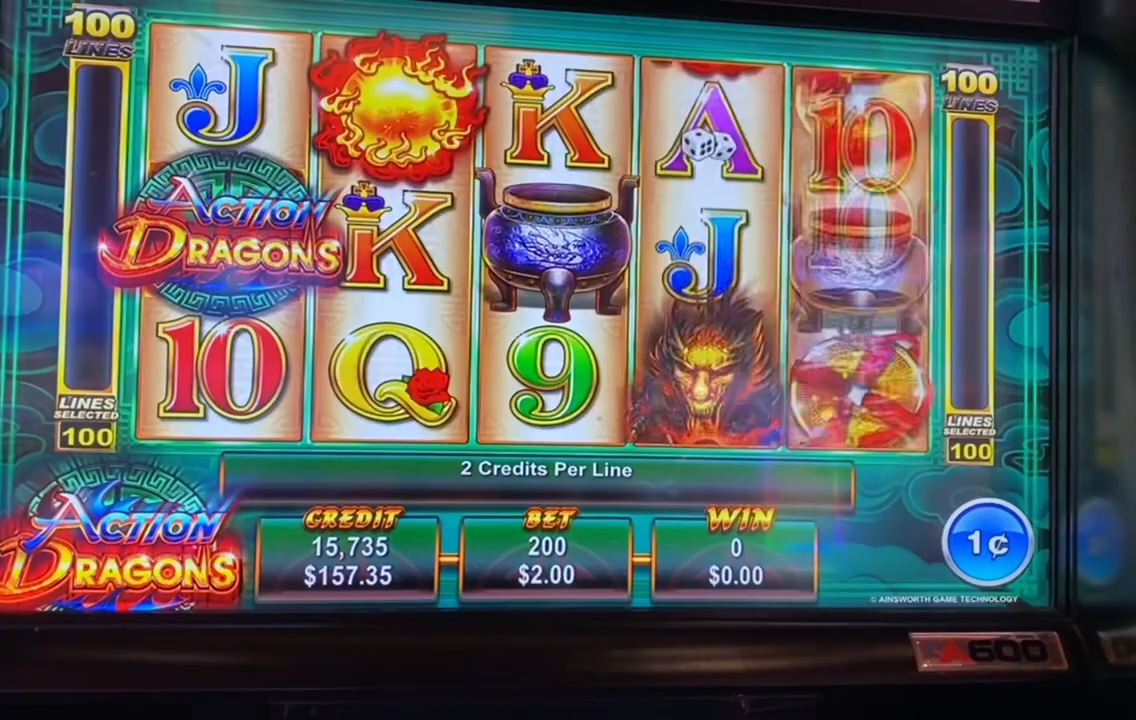 100
LINES
100
LINES
J
K
A
10
ACTION
DRAGONS
K
J
10
10
Q
9
LINES
SELECTED
100
LINES
SELECTED
100
2 Credits Per Line
ACTION
DRAGONS
CREDIT
15,735
$157.35
BET
200
$2.00
WIN
0
$0.00
1¢
© AINSWORTH GAME TECHNOLOGY
A600